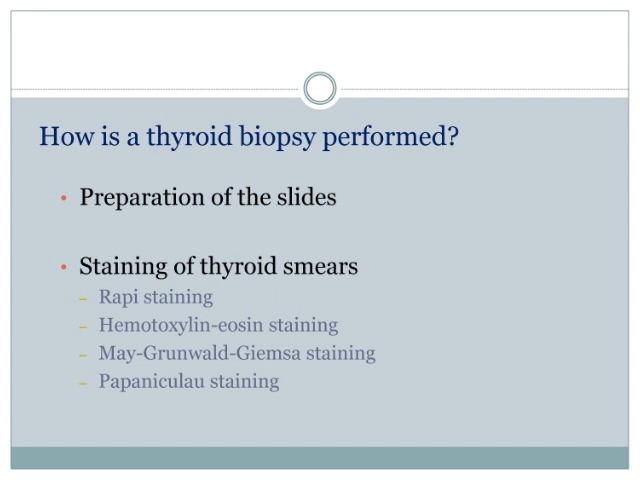 How is a thyroid biopsy performed?
• Preparation of the slides
• Staining of thyroid smears
– Rapi staining
– Hemotoxylin-eosin staining
– May-Grunwald-Giemsa staining
– Papaniculau staining